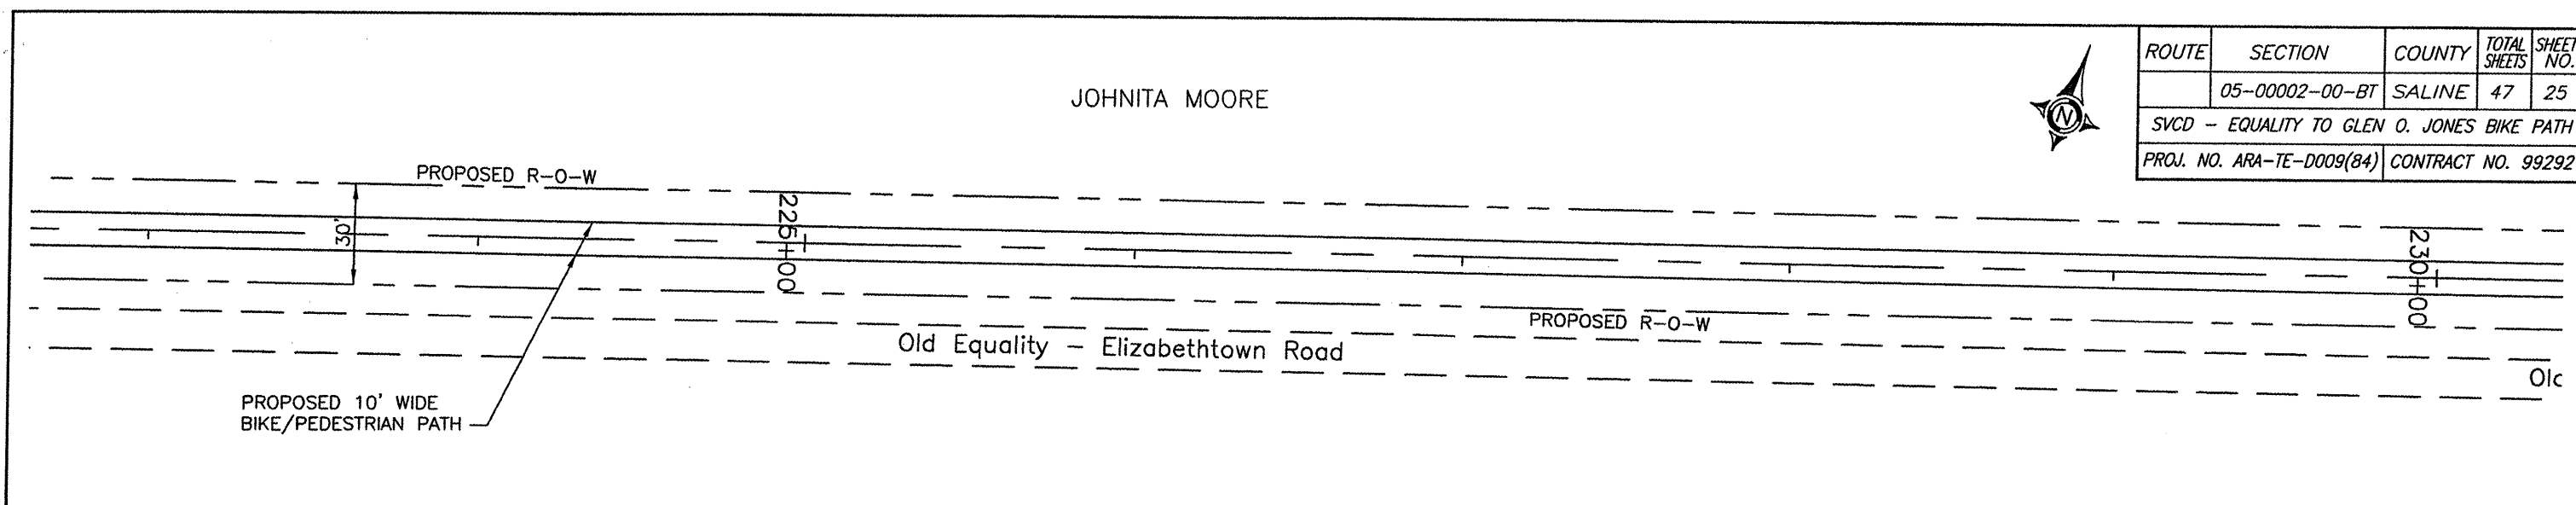 ROUTE SECTION COUNTY TOTAL SHEETS SHEET NO.
05-00002-00-BT SALINE 47 25
SVCD - EQUALITY TO GLEN O. JONES BIKE PATH
PROJ. NO. ARA-TE-D009(84) CONTRACT NO. 99292
JOHNITA MOORE
N
PROPOSED R-O-W
30'
225+00
230+00
PROPOSED R-O-W
Old Equality - Elizabethtown Road
Olc
PROPOSED 10' WIDE
BIKE/PEDESTRIAN PATH